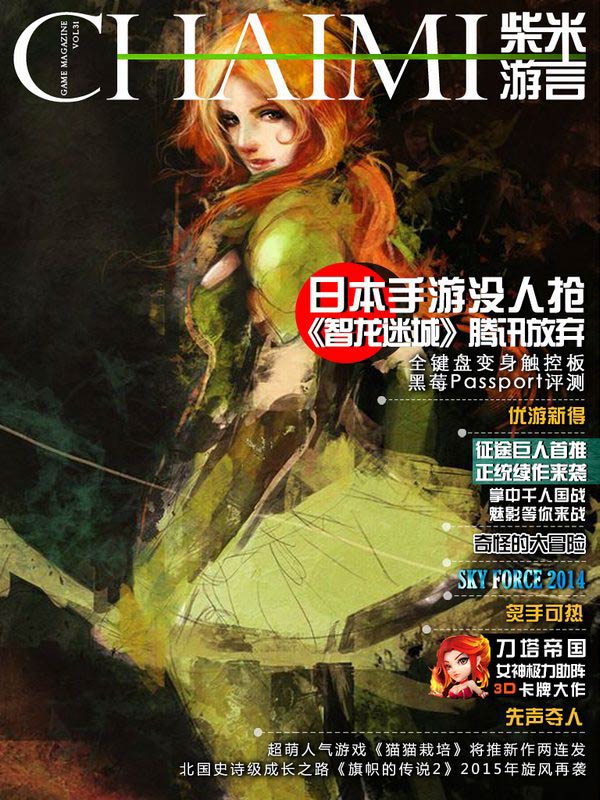 CHAIMI
GAME MAGAZINE
VOL31
柴米
游言
日本手游没人抢
《智龙迷城》腾讯放弃
全键盘变身触控板
黑莓Passport评测
优游新得
征途巨人首推
正统续作来袭
掌中千人国战
魅影等你来战
奇怪的大冒险
SKY FORCE 2014
炙手可热
刀塔帝国
女神极力助阵
3D卡牌大作
先声夺人
超萌人气游戏《猫猫栽培》将推新作两连发
北国史诗级成长之路《旗帜的传说2》2015年旋风再袭